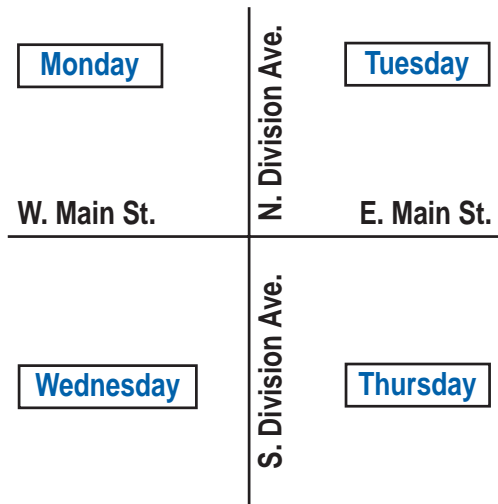 Monday
N. Division Ave.
Tuesday
W. Main St.
E. Main St.
Wednesday
S. Division Ave.
Thursday